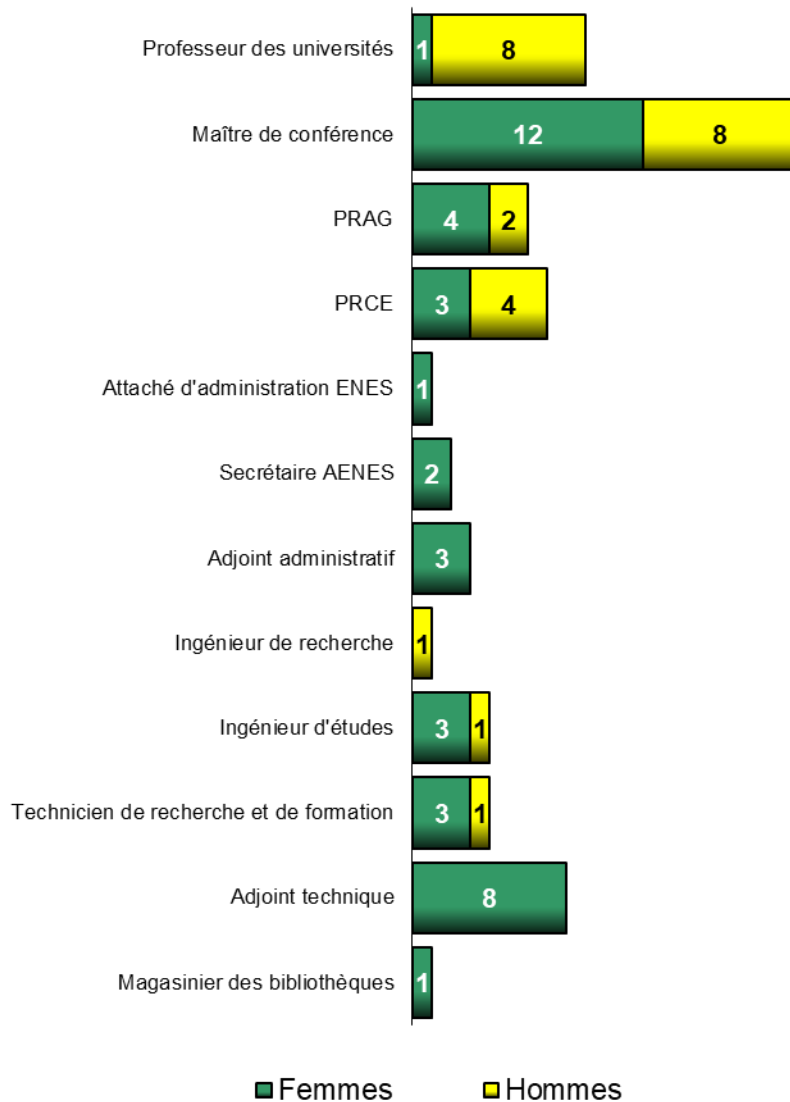 Professeur des universités 1 8
Maître de conférence 12 8
PRAG 4 2
PRCE 3 4
Attaché d'administration ENES 1
Secrétaire AENES 2
Adjoint administratif 3
Ingénieur de recherche 1
Ingénieur d'études 3 1
Technicien de recherche et de formation 3 1
Adjoint technique 8
Magasinier des bibliothèques 1
Femmes Hommes